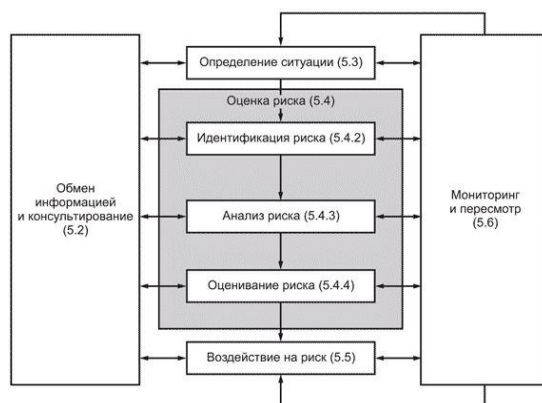 Определение ситуации (5.3)
Оценка риска (5.4)
Идентификация риска (5.4.2)
Обмен
информацией
и консультирование
(5.2)
Анализ риска (5.4.3)
Мониторинг
и пересмотр
(5.6)
Оценивание риска (5.4.4)
Воздействие на риск (5.5)